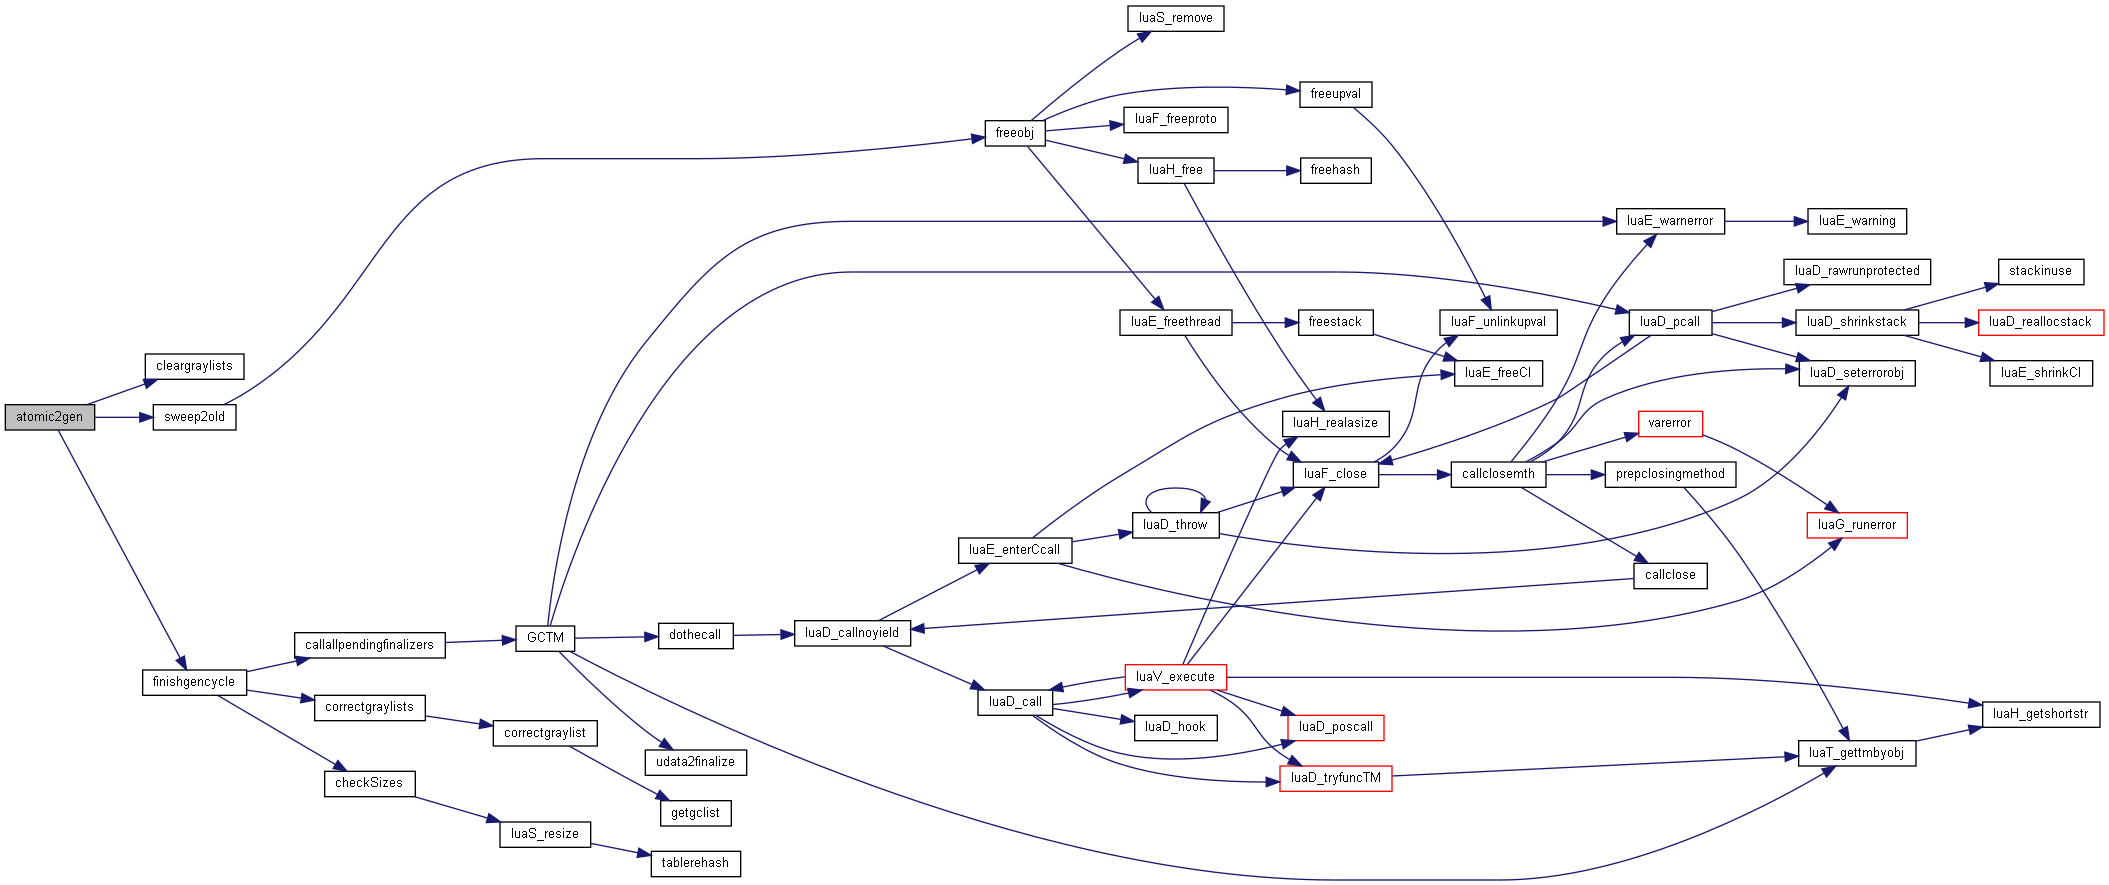 luaS_remove
freeupval
luaF_freeproto
freeobj
luaH_free
freehash
luaE_warnerror
luaE_warning
luaD_rawrunprotected
stackinuse
luaE_freethread
freestack
luaF_unlinkupval
luaD_pcall
luaD_shrinkstack
luaD_reallocstack
cleargraylists
luaE_freeCI
luaD_seterrorobj
luaE_shrinkCI
atomic2gen
sweep2old
luaH_realasize
varerror
luaF_close
callclosemth
prepclosingmethod
luaD_throw
luaG_runerror
luaE_enterCcall
callclose
callallpendingfinalizers
GCTM
dothecall
luaD_callnoyield
finishgencycle
luaV_execute
correctgraylists
luaD_call
luaH_getshortstr
correctgraylist
luaD_hook
luaD_poscall
udata2finalize
luaT_gettmbyobj
checkSizes
luaD_tryfuncTM
getgclist
luaS_resize
tablerehash